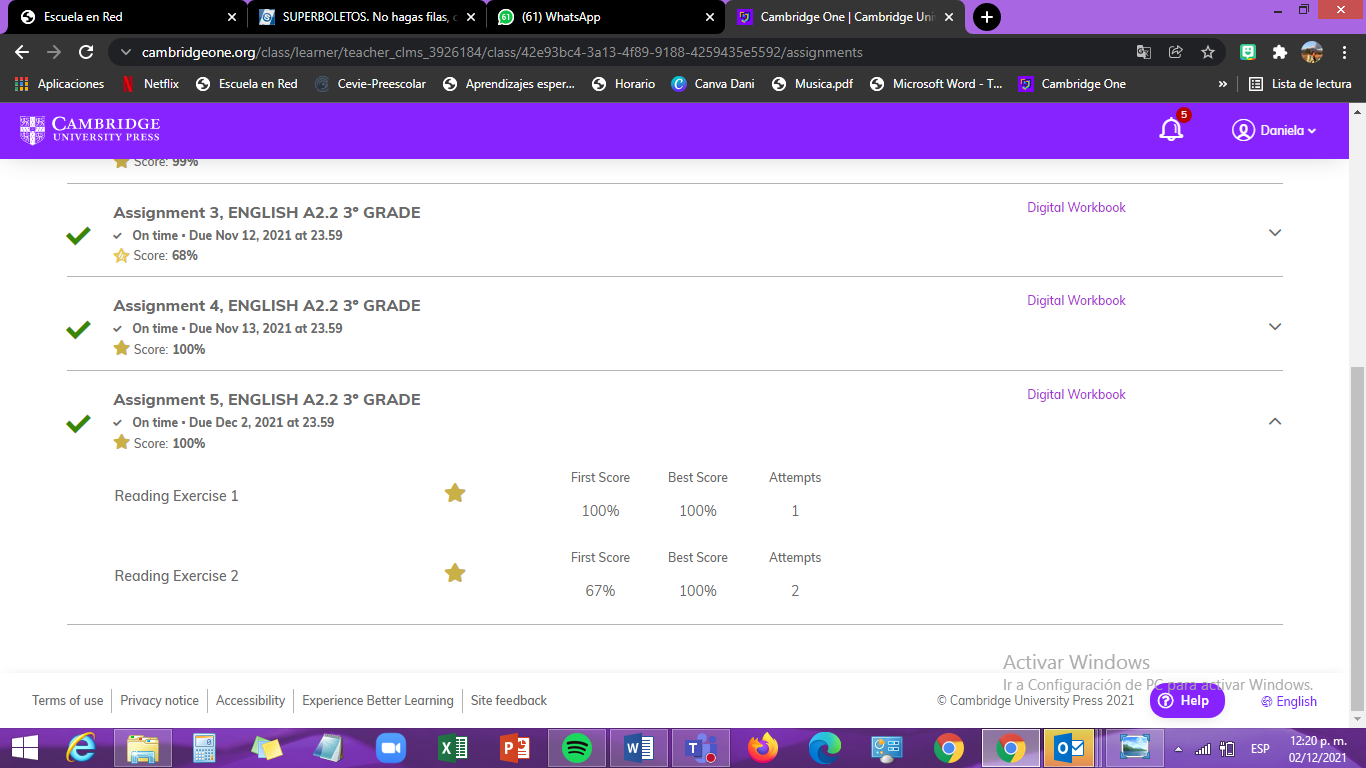 Escuela en Red
SUPERBOLETOS. No hagas filas, c
(61) WhatsApp
Cambridge One | Cambridge Uni
cambridgeone.org/class/learner/teacher_clms_3926184/class/42e93bc4-3a13-4f89-9188-4259435e5592/assignments
Aplicaciones
Netflix
Escuela en Red
Cevie-Preescolar
Aprendizajes esper...
Horario
Canva Dani
Musica.pdf
Microsoft Word - T...
Cambridge One
»
Lista de lectura
CAMBRIDGE
UNIVERSITY PRESS
5
Daniela
Score: 99%
Assignment 3, ENGLISH A2.2 3° GRADE
Digital Workbook
On time • Due Nov 12, 2021 at 23.59
Score: 68%
Assignment 4, ENGLISH A2.2 3° GRADE
Digital Workbook
On time • Due Nov 13, 2021 at 23.59
Score: 100%
Assignment 5, ENGLISH A2.2 3° GRADE
Digital Workbook
On time • Due Dec 2, 2021 at 23.59
Score: 100%
First Score Best Score Attempts
Reading Exercise 1
100% 100% 1
First Score Best Score Attempts
Reading Exercise 2
67% 100% 2
Activar Windows
Ir a Configuración de PC para activar Windows.
Terms of use
Privacy notice
Accessibility
Experience Better Learning
Site feedback
© Cambridge University Press 2021
Help
English
ESP
12:20 p. m.
02/12/2021